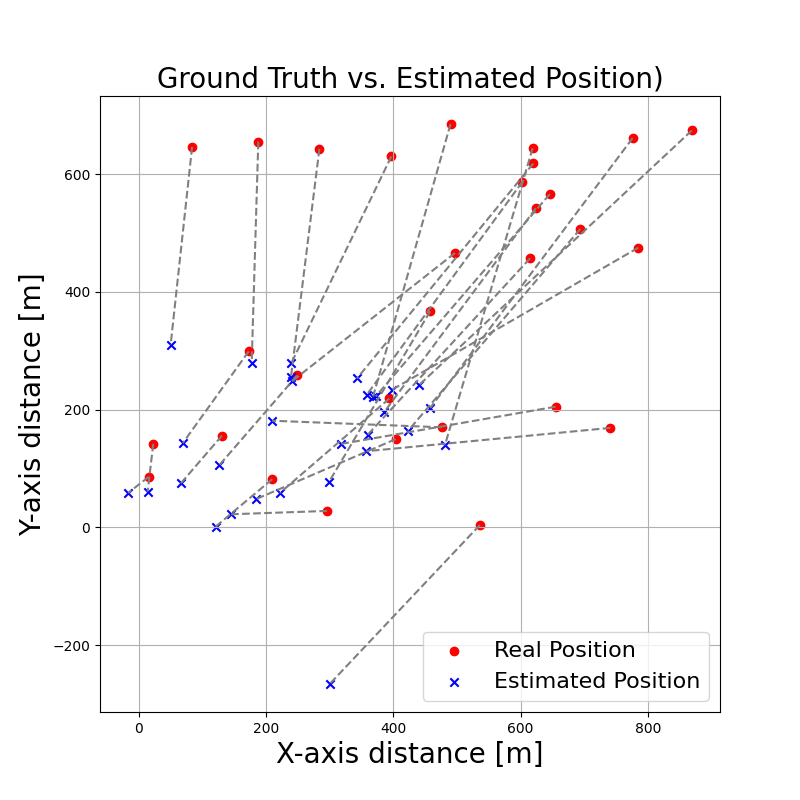 Ground Truth vs. Estimated Position)
Y-axis distance [m]
600
400
200
0
−200
0 200 400 600 800
X-axis distance [m]
Real Position
Estimated Position